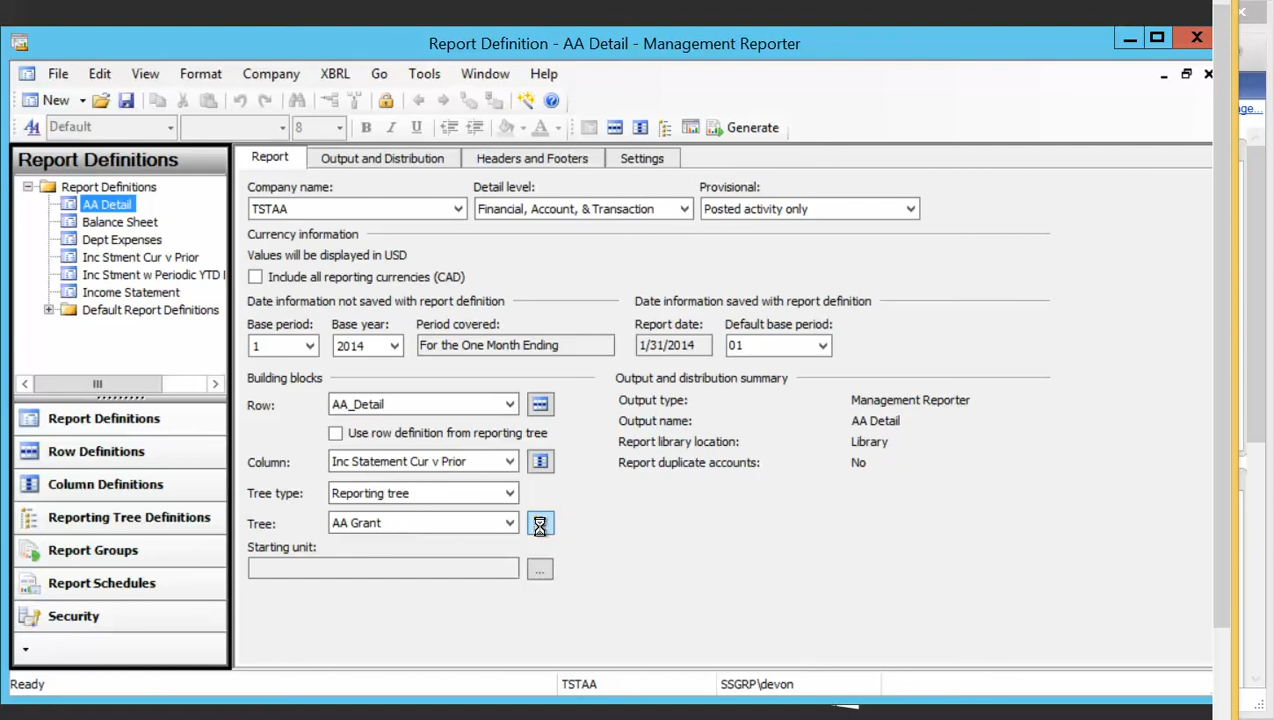 Report Definition - AA Detail - Management Reporter
File Edit View Format Company XBRL Go Tools Window Help
New
Default 8 B I U A Generate
Report Definitions
Report Definitions
AA Detail
Balance Sheet
Dept Expenses
Inc Stment Cur v Prior
Inc Stment w Periodic YTD
Income Statement
Default Report Definitions
Report Definitions
Row Definitions
Column Definitions
Reporting Tree Definitions
Report Groups
Report Schedules
Security
Report Output and Distribution Headers and Footers Settings
Company name: Detail level: Provisional:
TSTAA Financial, Account, & Transaction Posted activity only
Currency information
Values will be displayed in USD
Include all reporting currencies (CAD)
Date information not saved with report definition Date information saved with report definition
Base period: Base year: Period covered: Report date: Default base period:
1 2014 For the One Month Ending 1/31/2014 01
Building blocks Output and distribution summary
Row: AA_Detail
Use row definition from reporting tree
Column: Inc Statement Cur v Prior
Tree type: Reporting tree
Tree: AA Grant
Starting unit:
...
Output type: Management Reporter
Output name: AA Detail
Report library location: Library
Report duplicate accounts: No
Ready TSTAA SSGRP\devon
ge...